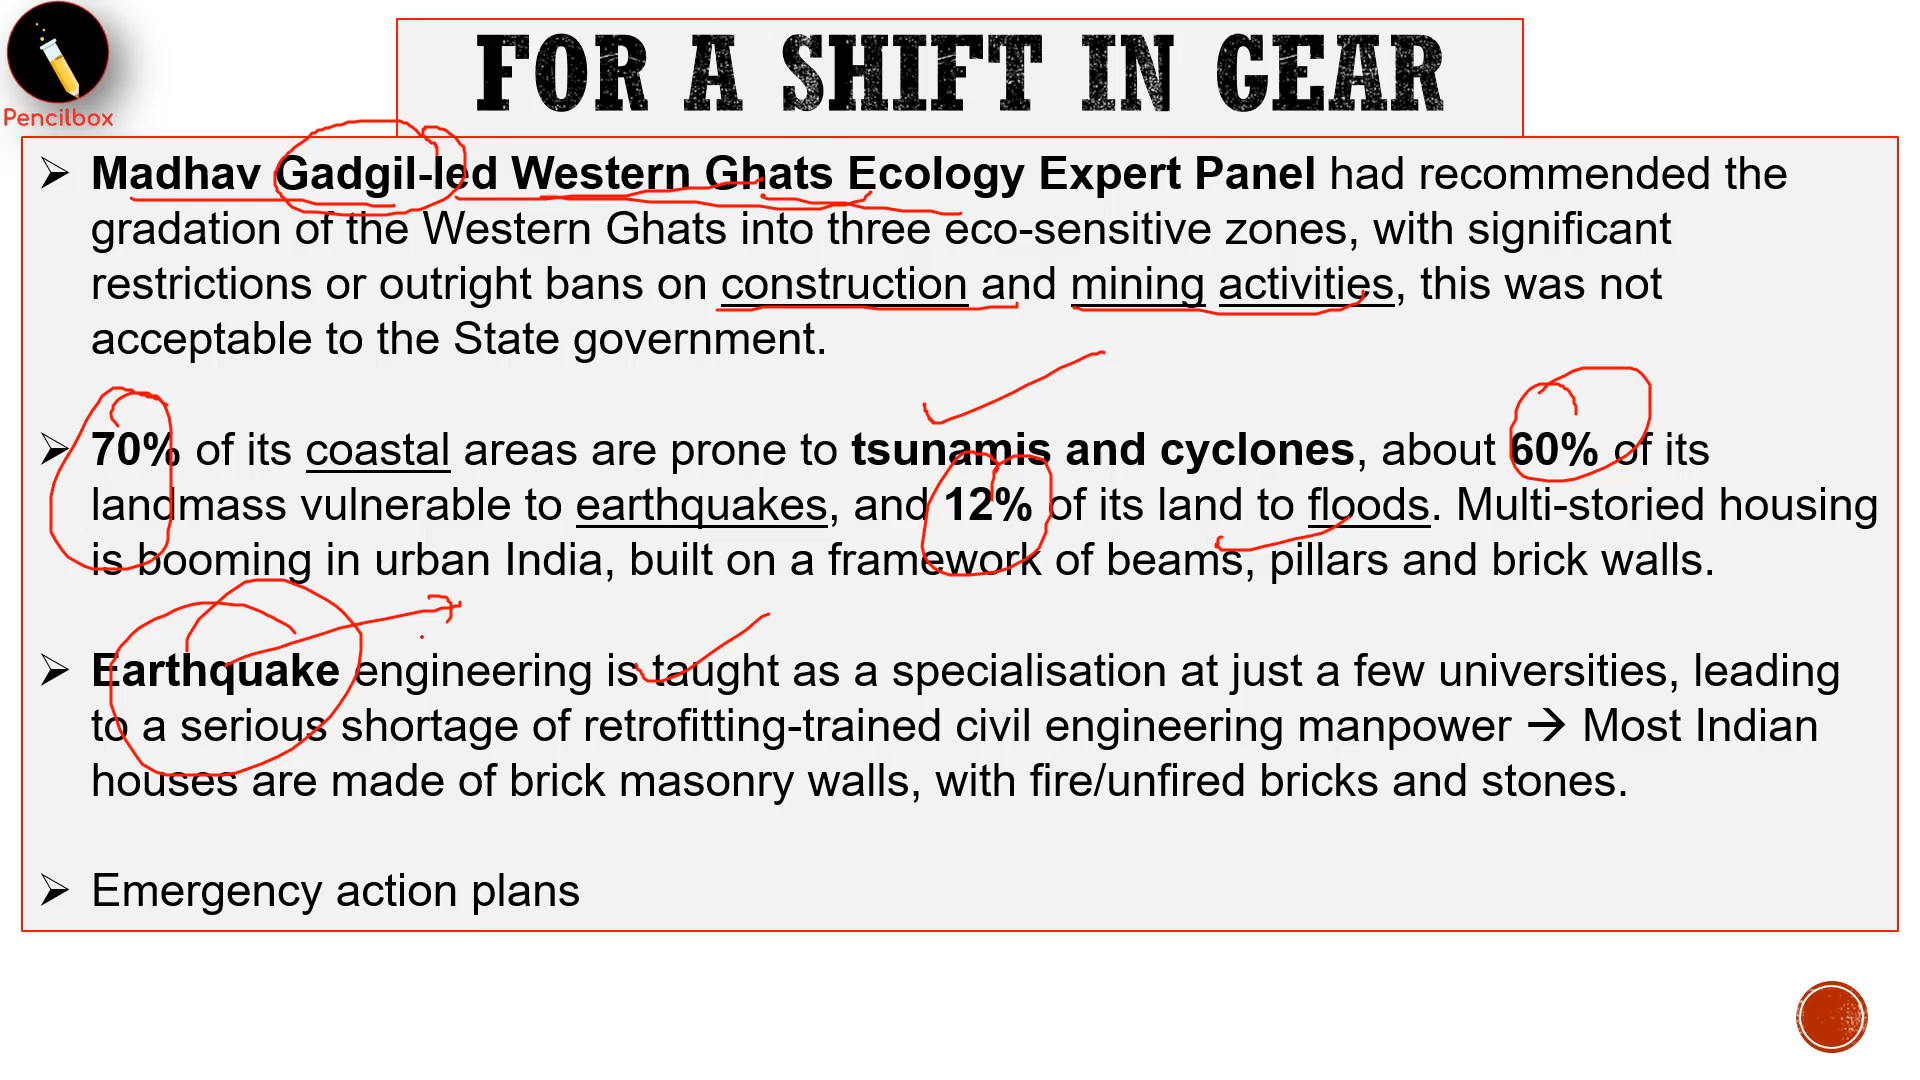 Pencilbox
FOR A SHIFT IN GEAR
➢ Madhav Gadgil-led Western Ghats Ecology Expert Panel had recommended the
gradation of the Western Ghats into three eco-sensitive zones, with significant
restrictions or outright bans on construction and mining activities, this was not
acceptable to the State government.
➢ 70% of its coastal areas are prone to tsunamis and cyclones, about 60% of its
landmass vulnerable to earthquakes, and 12% of its land to floods. Multi-storied housing
is booming in urban India, built on a framework of beams, pillars and brick walls.
➢ Earthquake engineering is taught as a specialisation at just a few universities, leading
to a serious shortage of retrofitting-trained civil engineering manpower → Most Indian
houses are made of brick masonry walls, with fire/unfired bricks and stones.
➢ Emergency action plans